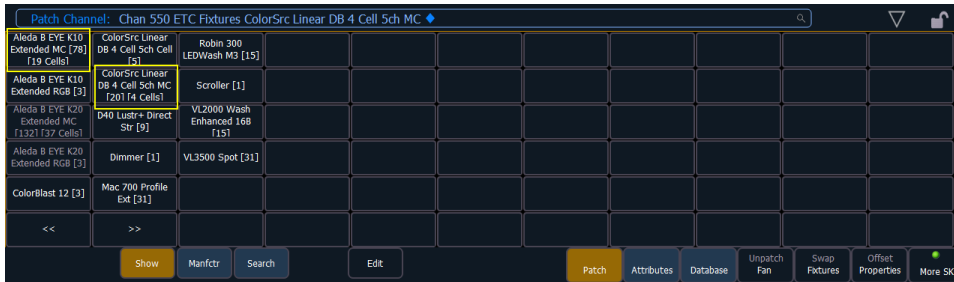 Patch Channel: Chan 550 ETC Fixtures ColorSrc Linear DB 4 Cell 5ch MC
Aleda B EYE K10
Extended MC [78]
[19 Cells]
ColorSrc Linear
DB 4 Cell 5ch Cell
[5]
Robin 300
LEDWash M3 [15]
Aleda B EYE K10
Extended RGB [3]
ColorSrc Linear
DB 4 Cell 5ch MC
[20] [4 Cells]
Scroller [1]
Aleda B EYE K20
Extended MC
[132] [37 Cells]
D40 Lustr+ Direct
Str [9]
VL2000 Wash
Enhanced 16B
[15]
Aleda B EYE K20
Extended RGB [3]
Dimmer [1]
VL3500 Spot [31]
ColorBlast 12 [3]
Mac 700 Profile
Ext [31]
<<
>>
Show
Manfctr
Search
Edit
Patch
Attributes
Database
Unpatch
Fan
Swap
Fixtures
Offset
Properties
More SK